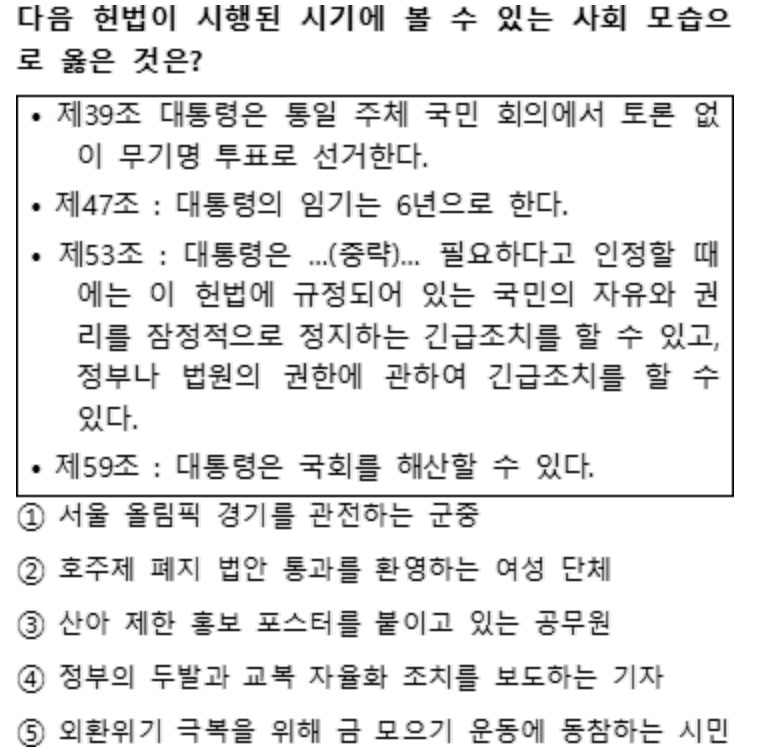 다음 헌법이 시행된 시기에 볼 수 있는 사회 모습으
로 옳은 것은?
• 제39조 대통령은 통일 주체 국민 회의에서 토론 없
이 무기명 투표로 선거한다.
• 제47조 : 대통령의 임기는 6년으로 한다.
• 제53조 : 대통령은 ...(중략)... 필요하다고 인정할 때
에는 이 헌법에 규정되어 있는 국민의 자유와 권
리를 잠정적으로 정지하는 긴급조치를 할 수 있고,
정부나 법원의 권한에 관하여 긴급조치를 할 수
있다.
• 제59조 : 대통령은 국회를 해산할 수 있다.
① 서울 올림픽 경기를 관전하는 군중
② 호주제 폐지 법안 통과를 환영하는 여성 단체
③ 산아 제한 홍보 포스터를 붙이고 있는 공무원
④ 정부의 두발과 교복 자율화 조치를 보도하는 기자
⑤ 외환위기 극복을 위해 금 모으기 운동에 동참하는 시민